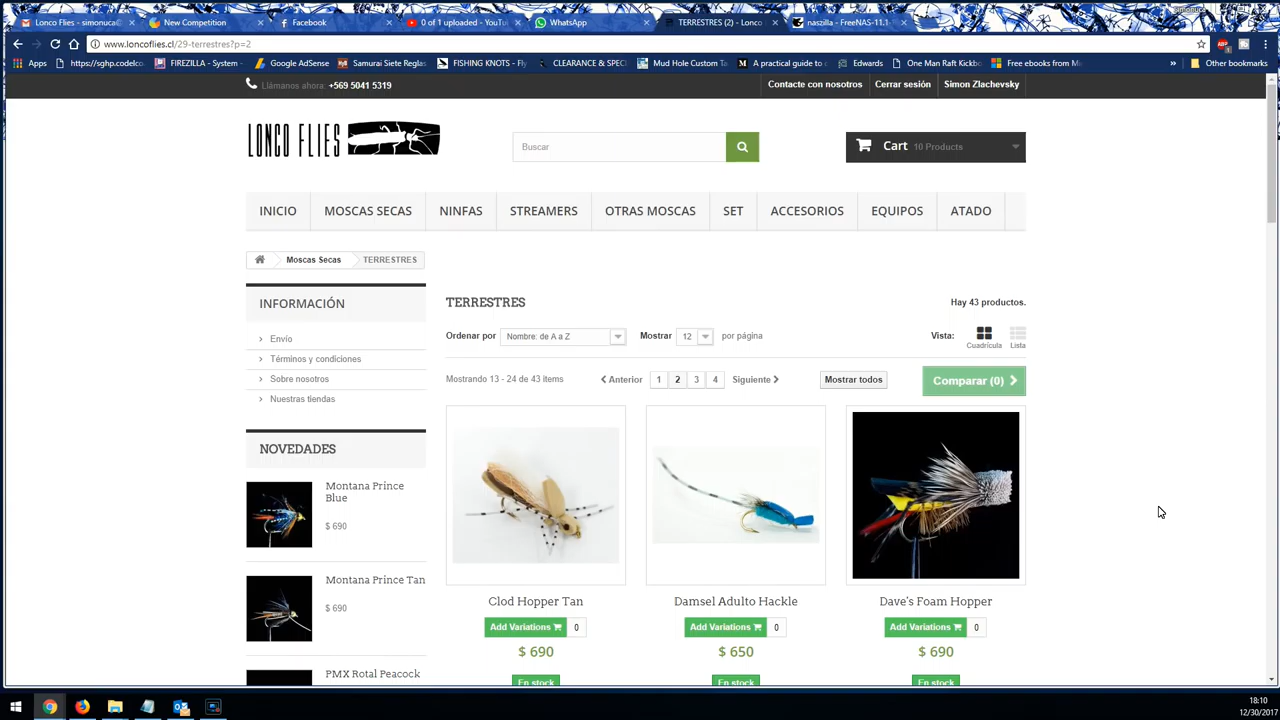 simonuca
Lonco Flies - simonuca@
New Competition
Facebook
0 of 1 uploaded - YouTu
WhatsApp
TERRESTRES (2) - Lonco
naszilla - FreeNAS-11.1
www.loncoflies.cl/29-terrestres?p=2
Apps
https://sghp.codelco
FIREZILLA - System -
Google AdSense
Samurai Siete Reglas
FISHING KNOTS - Fly
CLEARANCE & SPECI
Mud Hole Custom Ta
A practical guide to
Edwards
One Man Raft Kickbo
Free ebooks from Mi
»
Other bookmarks
Llámanos ahora: +569 5041 5319
Contacte con nosotros
Cerrar sesión
Simon Zlachevsky
LONCO FLIES
Buscar
Cart 10 Products
INICIO
MOSCAS SECAS
NINFAS
STREAMERS
OTRAS MOSCAS
SET
ACCESORIOS
EQUIPOS
ATADO
Moscas Secas
TERRESTRES
INFORMACIÓN
Envío
Términos y condiciones
Sobre nosotros
Nuestras tiendas
NOVEDADES
Montana Prince
Blue
$ 690
Montana Prince Tan
$ 690
PMX Rotal Peacock
TERRESTRES
Hay 43 productos.
Ordenar por
Nombre: de A a Z
Mostrar
12
por página
Vista:
Cuadrícula
Lista
Mostrando 13 - 24 de 43 items
Anterior
1
2
3
4
Siguiente
Mostrar todos
Comparar (0)
Clod Hopper Tan
Add Variations
0
$ 690
En stock
Damsel Adulto Hackle
Add Variations
0
$ 650
En stock
Dave's Foam Hopper
Add Variations
0
$ 690
En stock
18:10
12/30/2017